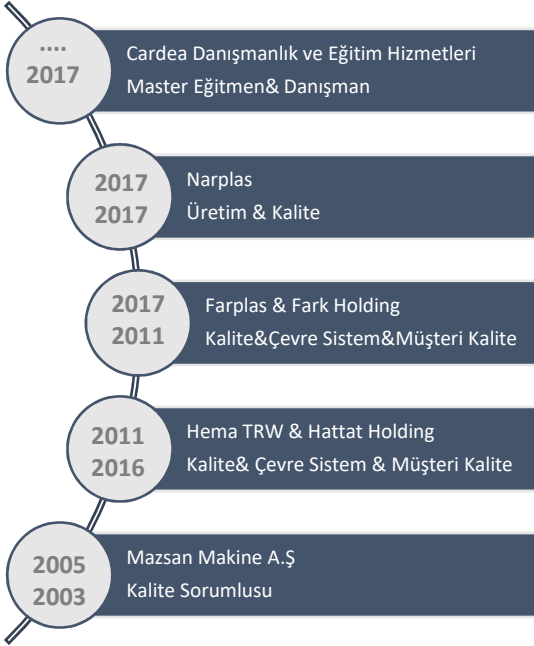 ....
2017
Cardea Danışmanlık ve Eğitim Hizmetleri
Master Eğitmen& Danışman
2017
2017
Narplas
Üretim & Kalite
2017
2011
Farplas & Fark Holding
Kalite&Çevre Sistem&Müşteri Kalite
2011
2016
Hema TRW & Hattat Holding
Kalite& Çevre Sistem & Müşteri Kalite
2005
2003
Mazsan Makine A.Ş
Kalite Sorumlusu